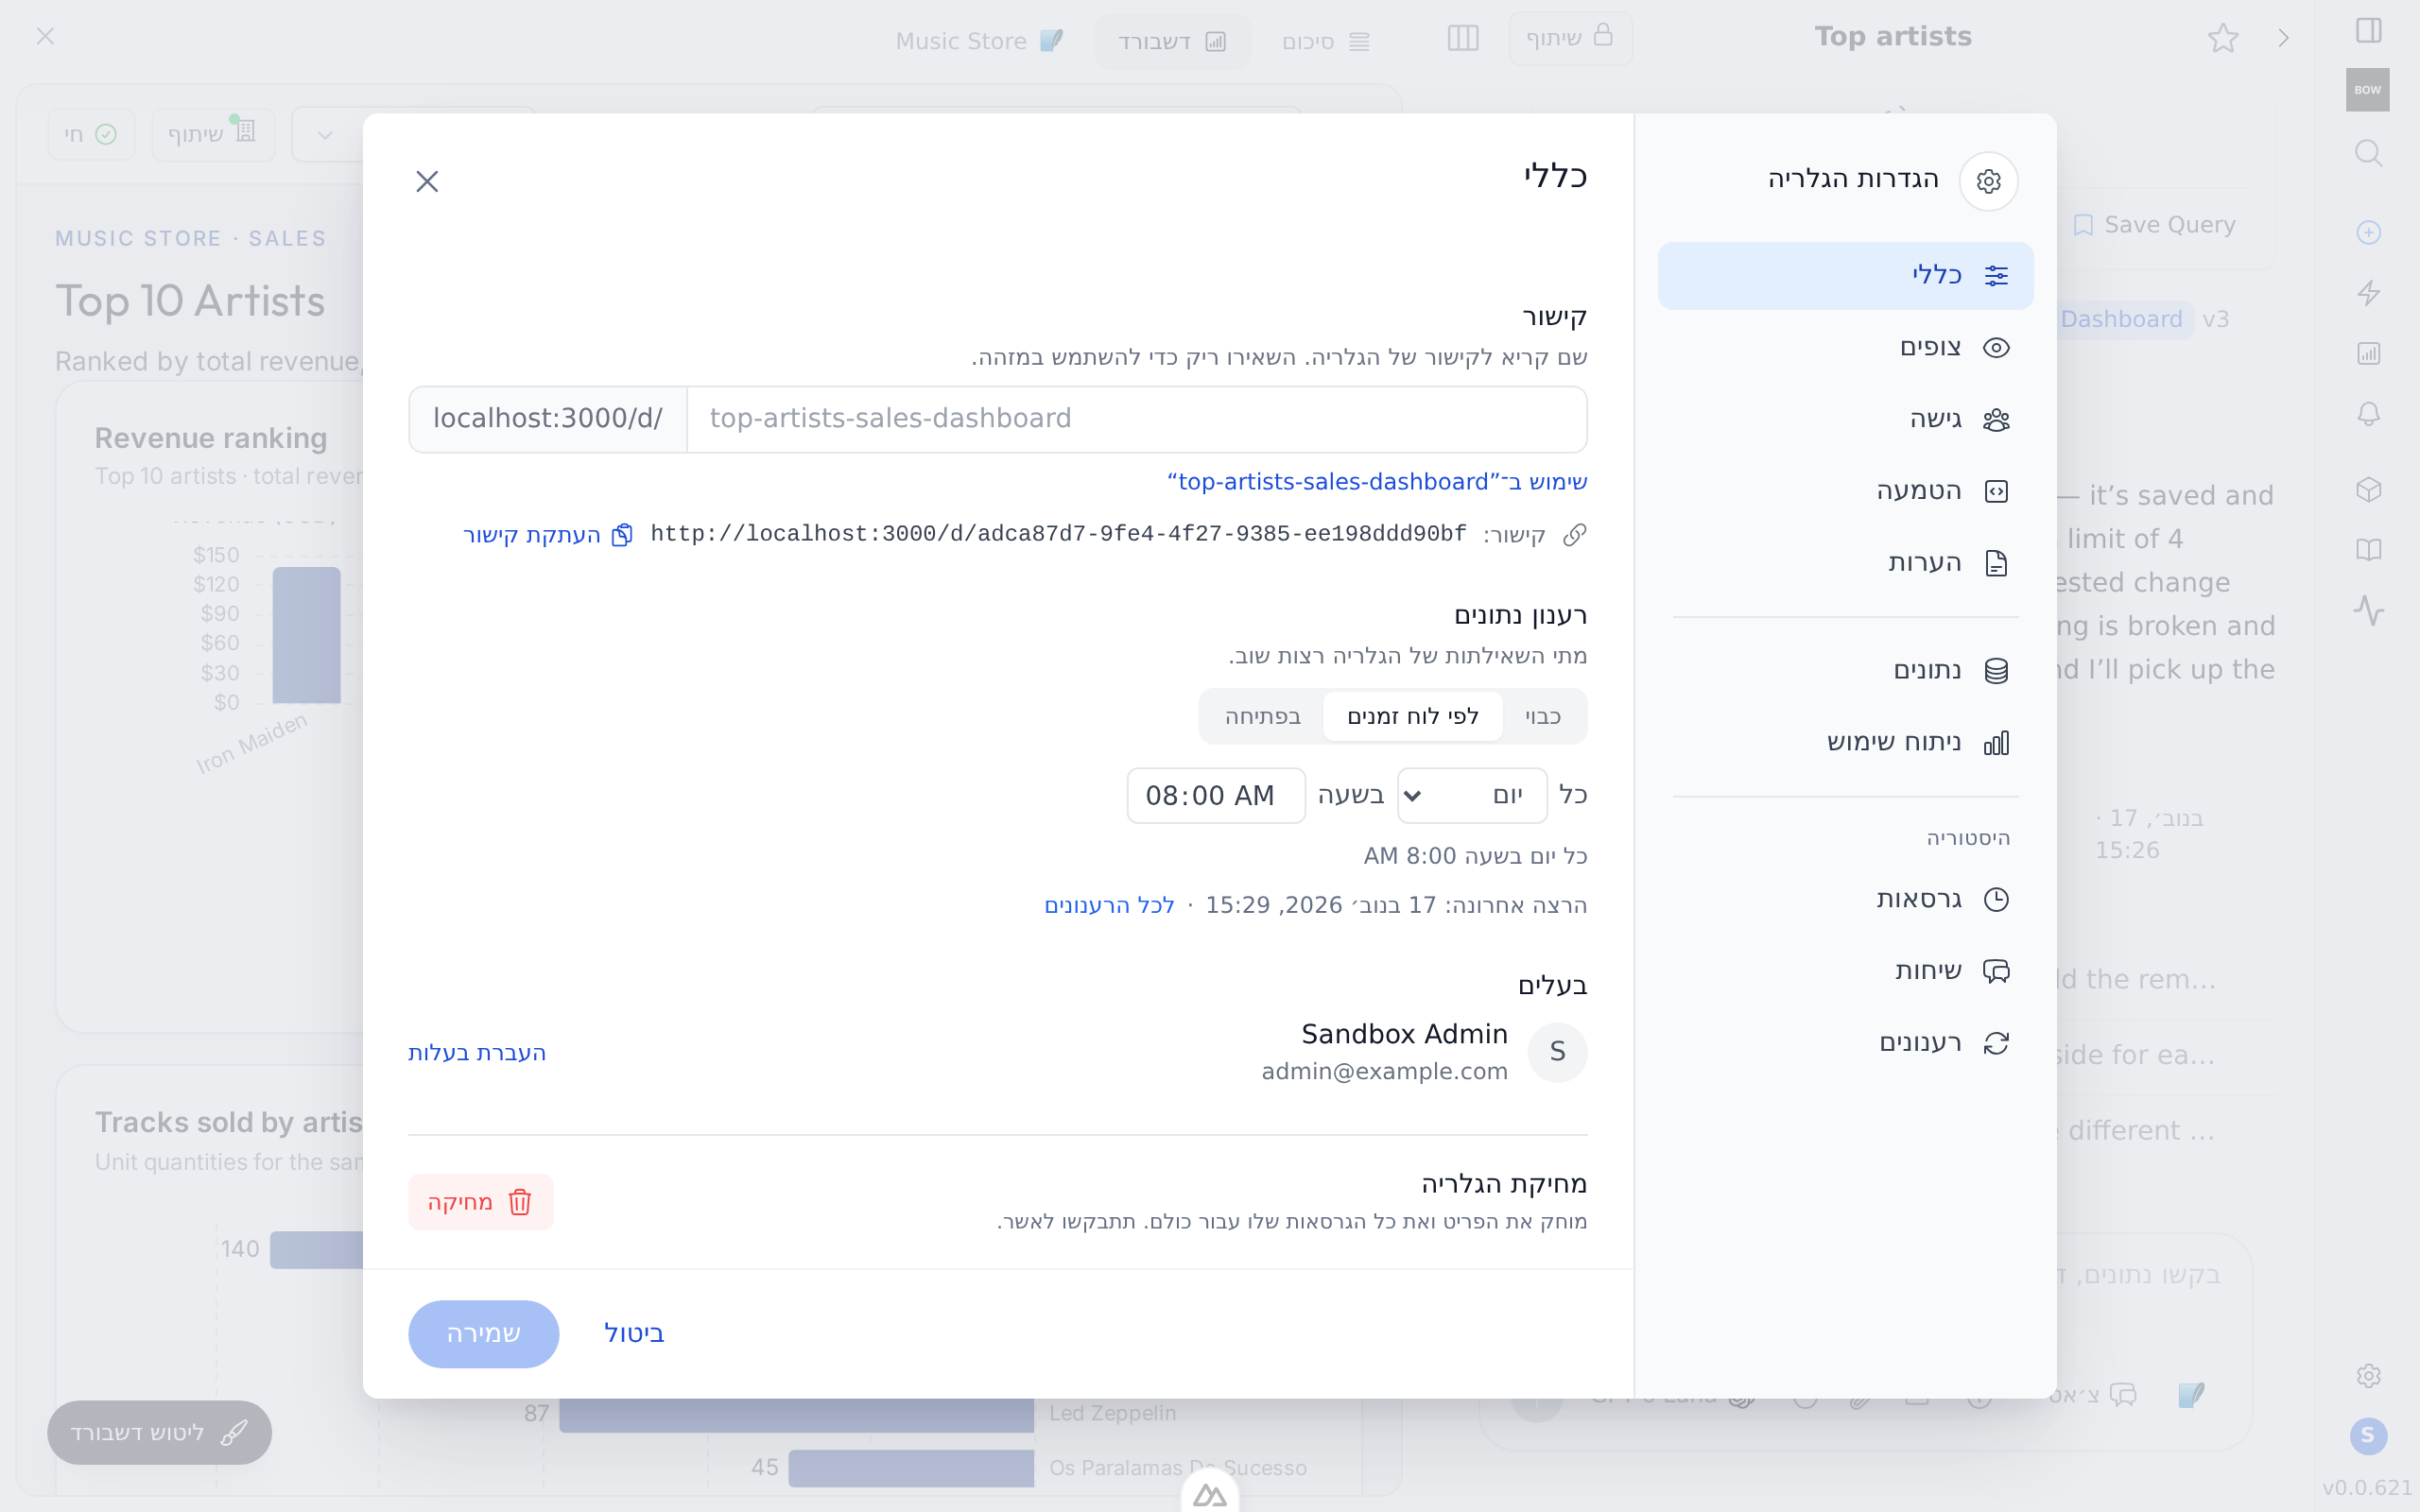 Music Store
דשבורד
סיכום
שיתוף
Top artists
BOW
חי
שיתוף
MUSIC STORE · SALES
Top 10 Artists
Ranked by total revenue,
Revenue ranking
Top 10 artists · total rever
$150
$120
$90
$60
$30
$0
Iron Maiden
Tracks sold by artis
Unit quantities for the sam
140
87
Led Zeppelin
45
Os Paralamas Do Sucesso
ליטוש דשבורד
הגדרות הגלריה
כללי
צופים
גישה
הטמעה
הערות
נתונים
ניתוח שימוש
היסטוריה
גרסאות
שיחות
רענונים
כללי
קישור
שם קריא לקישור של הגלריה. השאירו ריק כדי להשתמש במזהה.
localhost:3000/d/
top-artists-sales-dashboard
שימוש ב־”top-artists-sales-dashboard“
קישור: http://localhost:3000/d/adca87d7-9fe4-4f27-9385-ee198ddd90bf העתקת קישור
רענון נתונים
מתי השאילתות של הגלריה רצות שוב.
כבוי
לפי לוח זמנים
בפתיחה
כל יום בשעה 08:00 AM
כל יום בשעה 8:00 AM
הרצה אחרונה: 17 בנוב׳ 2026, 15:29 · לכל הרענונים
בעלים
S
Sandbox Admin
admin@example.com
העברת בעלות
מחיקת הגלריה
מוחק את הפריט ואת כל הגרסאות שלו עבור כולם. תתבקשו לאשר.
מחיקה
ביטול
שמירה
Save Query
Dashboard v3
— it’s saved and
limit of 4
ested change
ng is broken and
nd I’ll pick up the
17 בנוב׳, ·
15:26
ld the rem…
side for ea…
different …
בקשו נתונים, ד
צ׳אט
S
v0.0.621